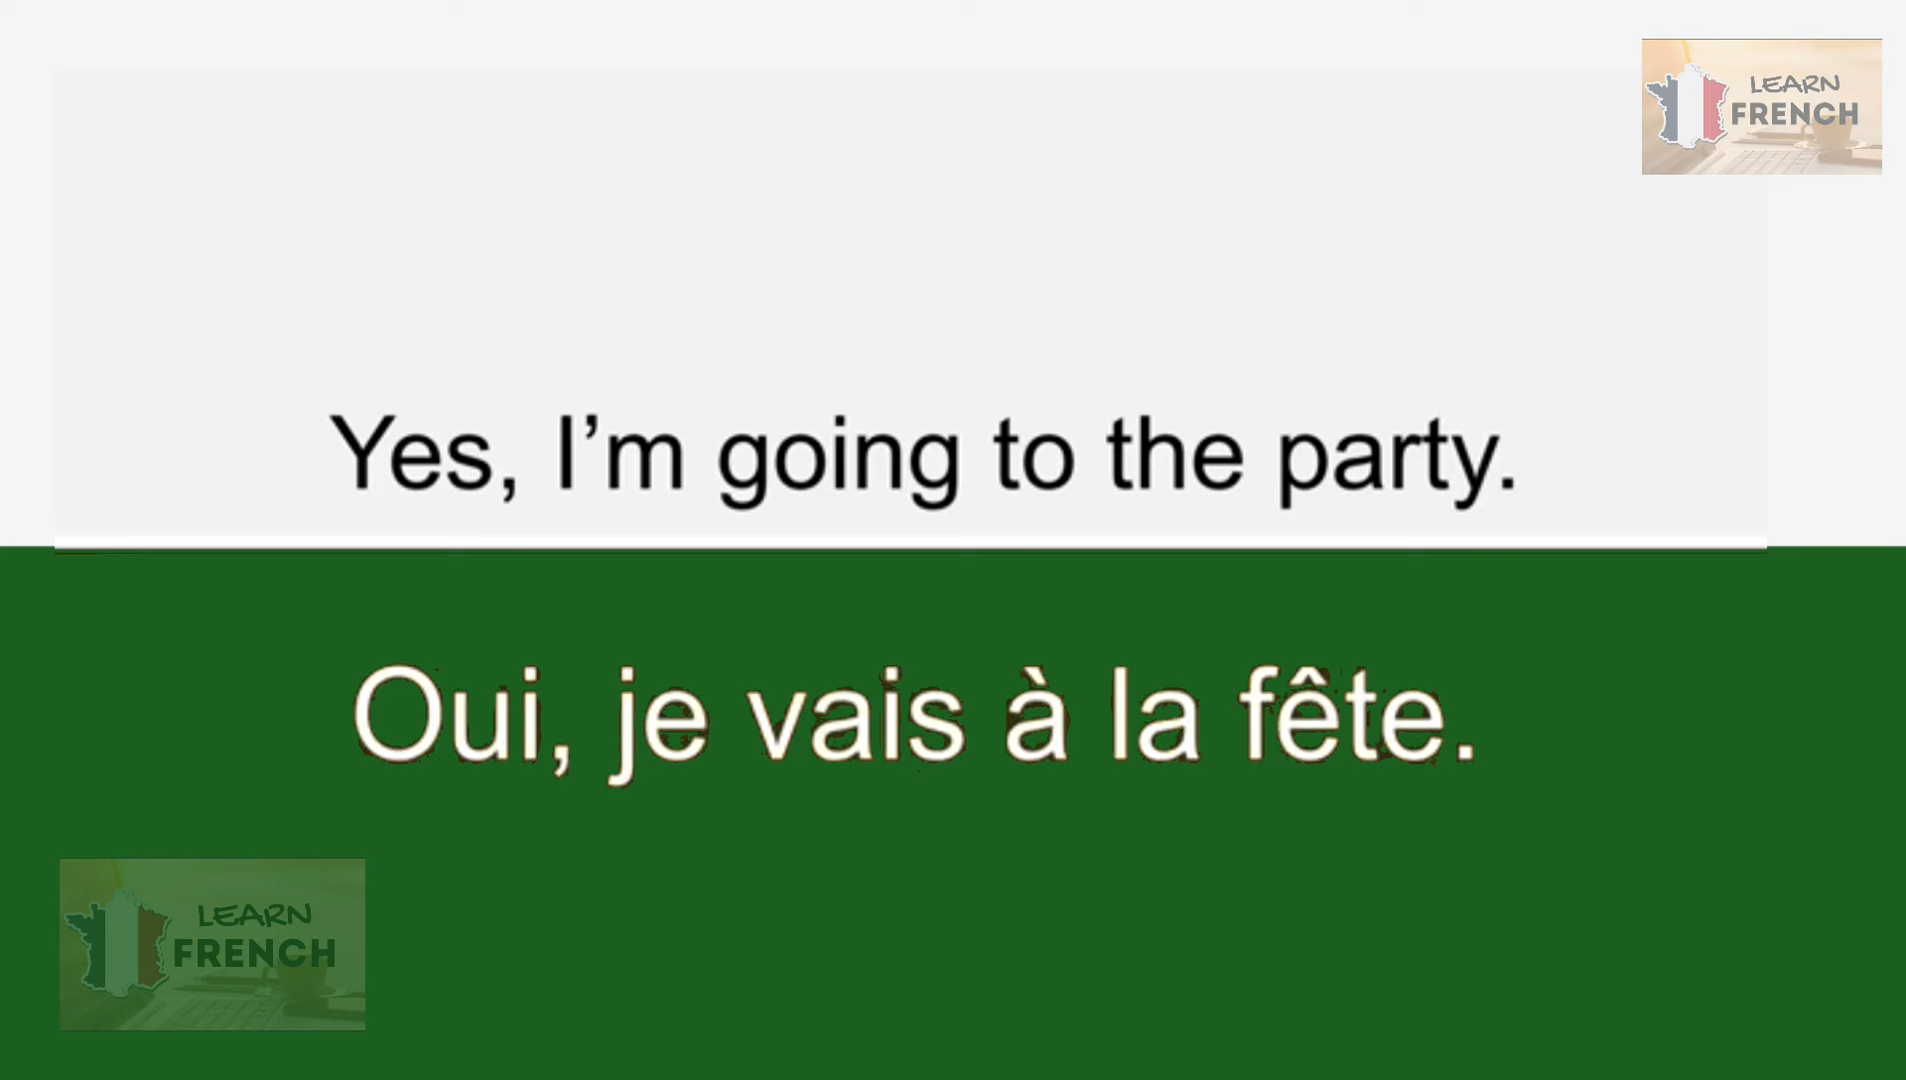 LEARN
FRENCH
Yes, I’m going to the party.
Oui, je vais à la fête.
LEARN
FRENCH